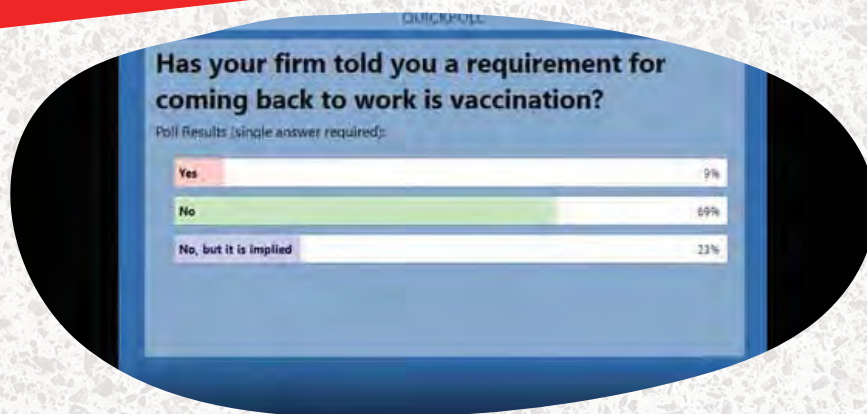 QUICKPOLL
Has your firm told you a requirement for
coming back to work is vaccination?
Poll Results (single answer required):
Yes 9%
No 69%
No, but it is implied 23%